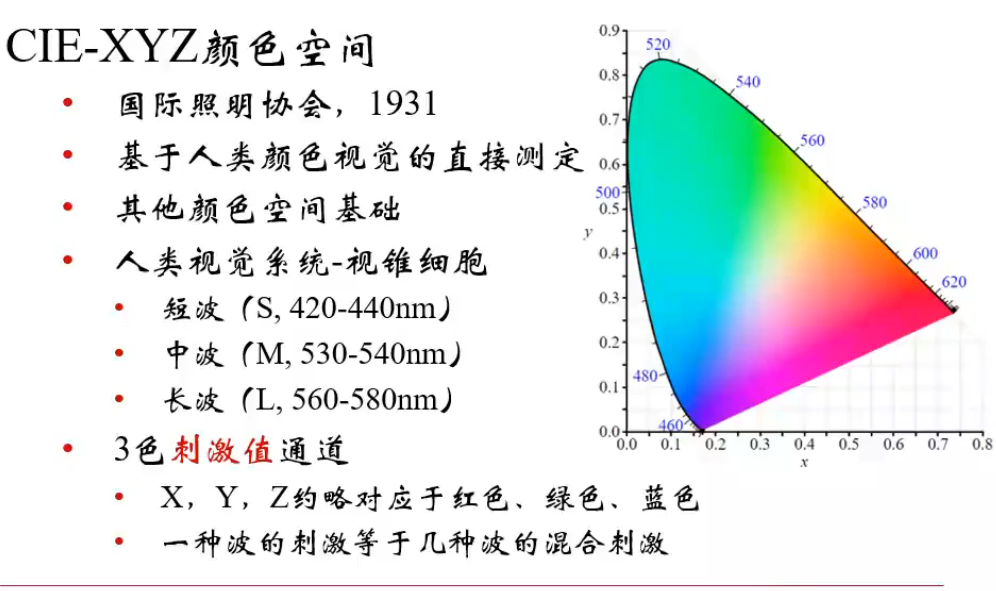 CIE-XYZ颜色空间
• 国际照明协会，1931
• 基于人类颜色视觉的直接测定
• 其他颜色空间基础
• 人类视觉系统-视锥细胞
• 短波（S, 420-440nm）
• 中波（M, 530-540nm）
• 长波（L, 560-580nm）
• 3色刺激值通道
• X，Y，Z约略对应于红色、绿色、蓝色
• 一种波的刺激等于几种波的混合刺激
0.9
0.8
0.7
0.6
0.5
0.4
0.3
0.2
0.1
0.0
y
520
540
560
500
580
600
620
480
460
0.0 0.1 0.2 0.3 0.4 0.5 0.6 0.7 0.8
x